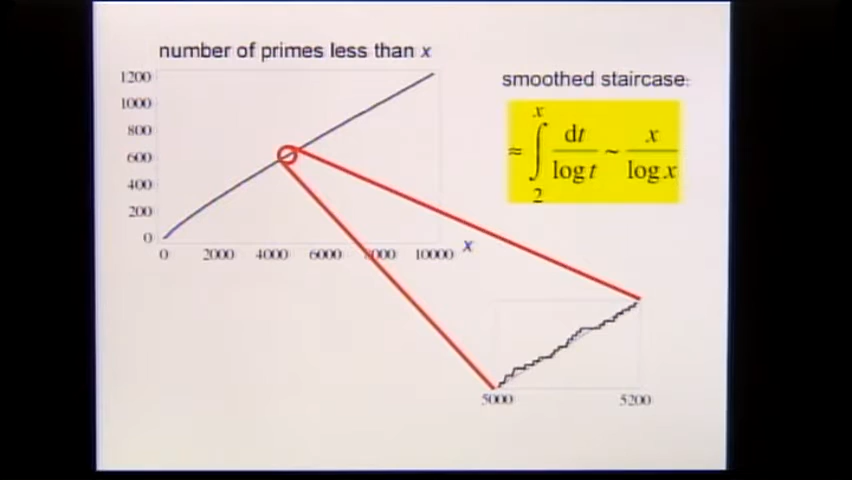 number of primes less than x
1200
1000
800
600
400
200
0
0 2000 4000 6000 8000 10000 x
smoothed staircase:
≈ ∫₂ˣ dt/log t ~ x/log x
5000 5200